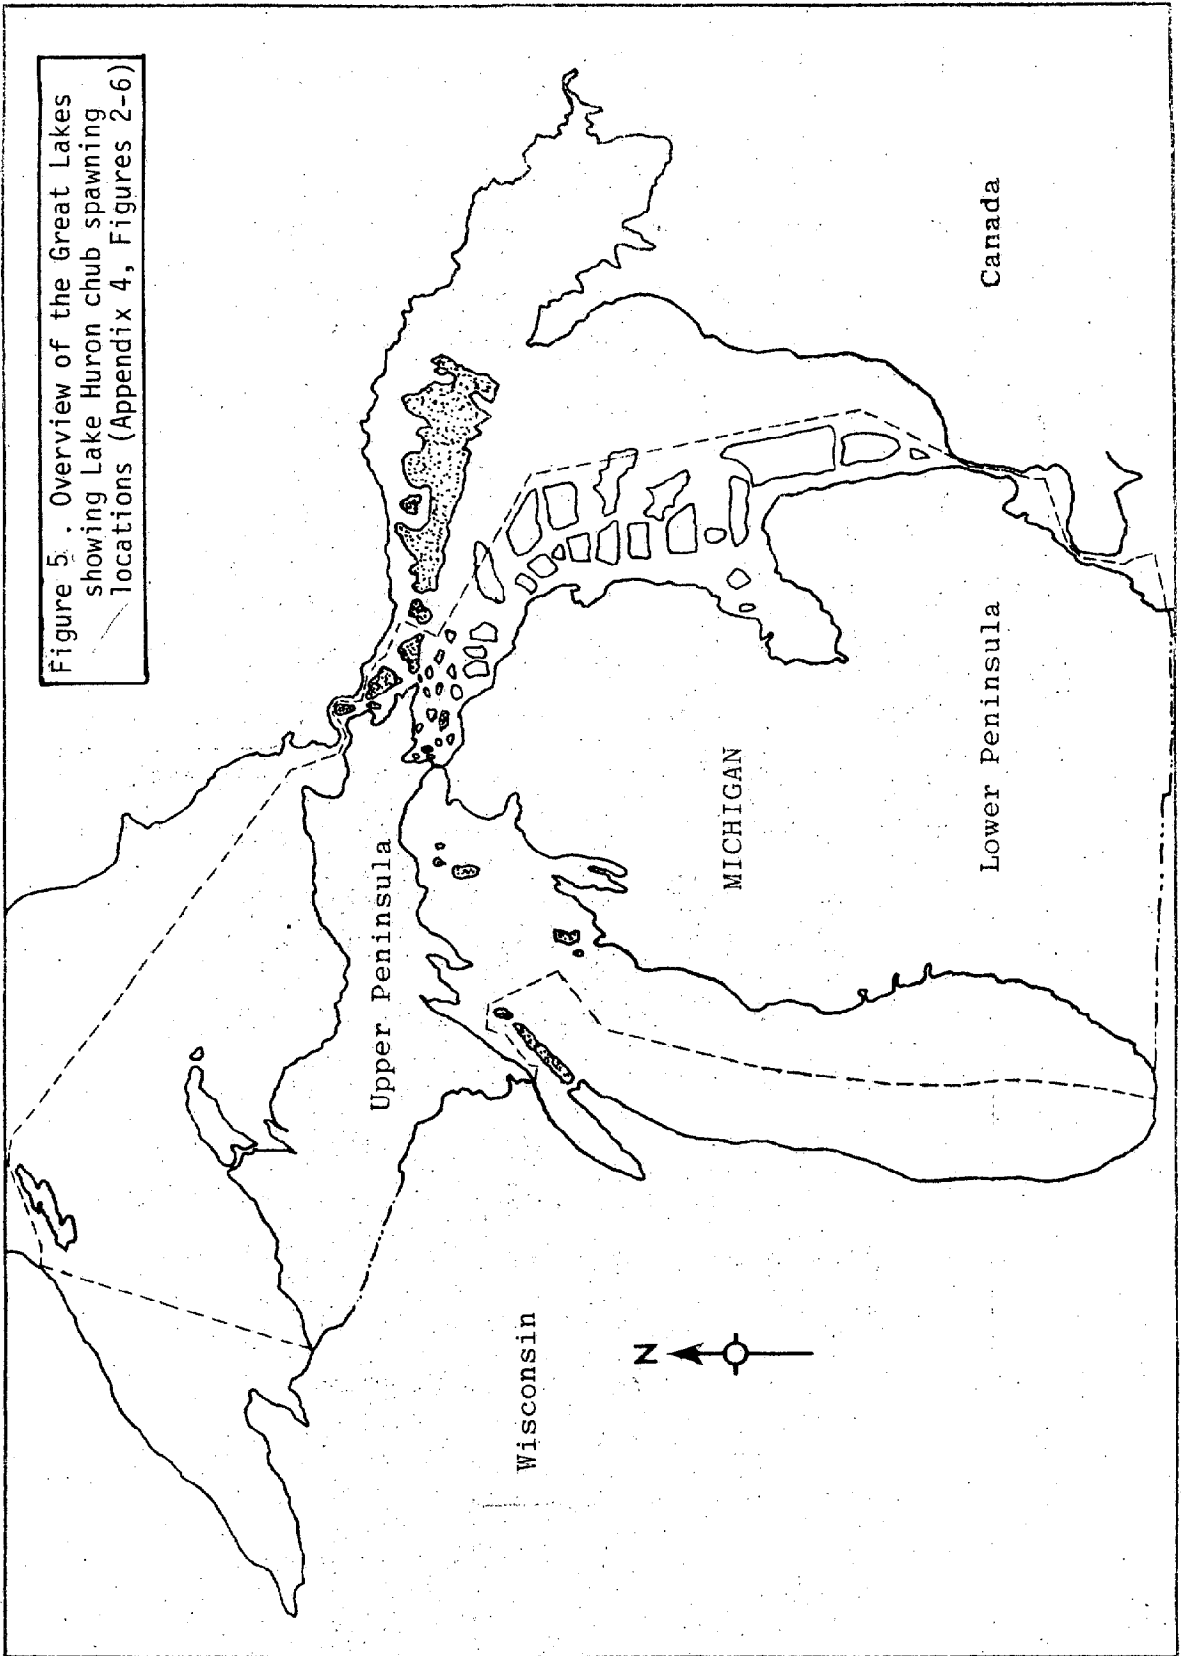 Figure 5. Overview of the Great Lakes
showing Lake Huron chub spawning
locations (Appendix 4, Figures 2-6)
Upper Peninsula
Wisconsin
N
MICHIGAN
Lower Peninsula
Canada